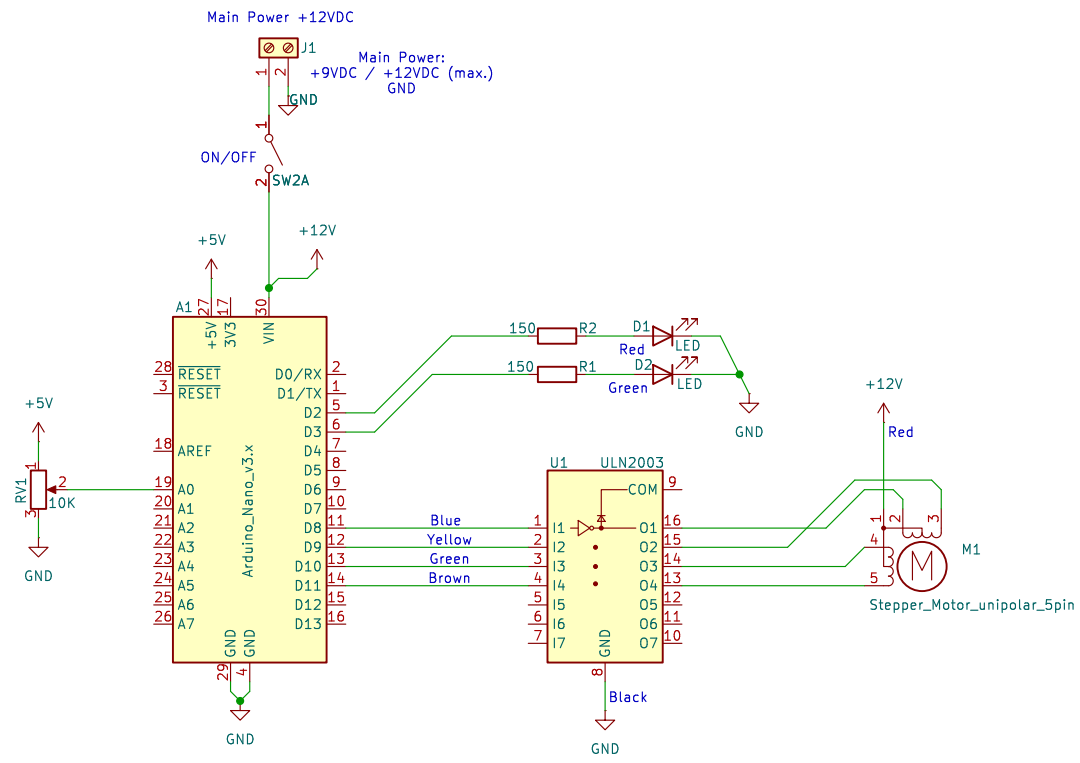 Main Power +12VDC
J1
Main Power:
+9VDC / +12VDC (max.)
GND
1
2
GND
1
ON/OFF
2
SW2A
+12V
+5V
A1
27
17
30
+5V
3V3
VIN
28
RESET
3
RESET
18
AREF
19
A0
20
A1
21
A2
22
A3
23
A4
24
A5
25
A6
26
A7
Arduino_Nano_v3.x
D0/RX
2
D1/TX
1
D2
5
D3
6
D4
7
D5
8
D6
9
D7
10
D8
11
D9
12
D10
13
D11
14
D12
15
D13
16
GND
GND
29
4
GND
+5V
1
RV1
2
10K
3
GND
150
R2
D1
LED
Red
150
R1
D2
LED
Green
GND
Blue
Yellow
Green
Brown
U1
ULN2003
COM
9
1
I1
O1
16
2
I2
O2
15
3
I3
O3
14
4
I4
O4
13
5
I5
O5
12
6
I6
O6
11
7
I7
O7
10
GND
8
Black
GND
+12V
Red
1
2
3
4
5
M
M1
Stepper_Motor_unipolar_5pin